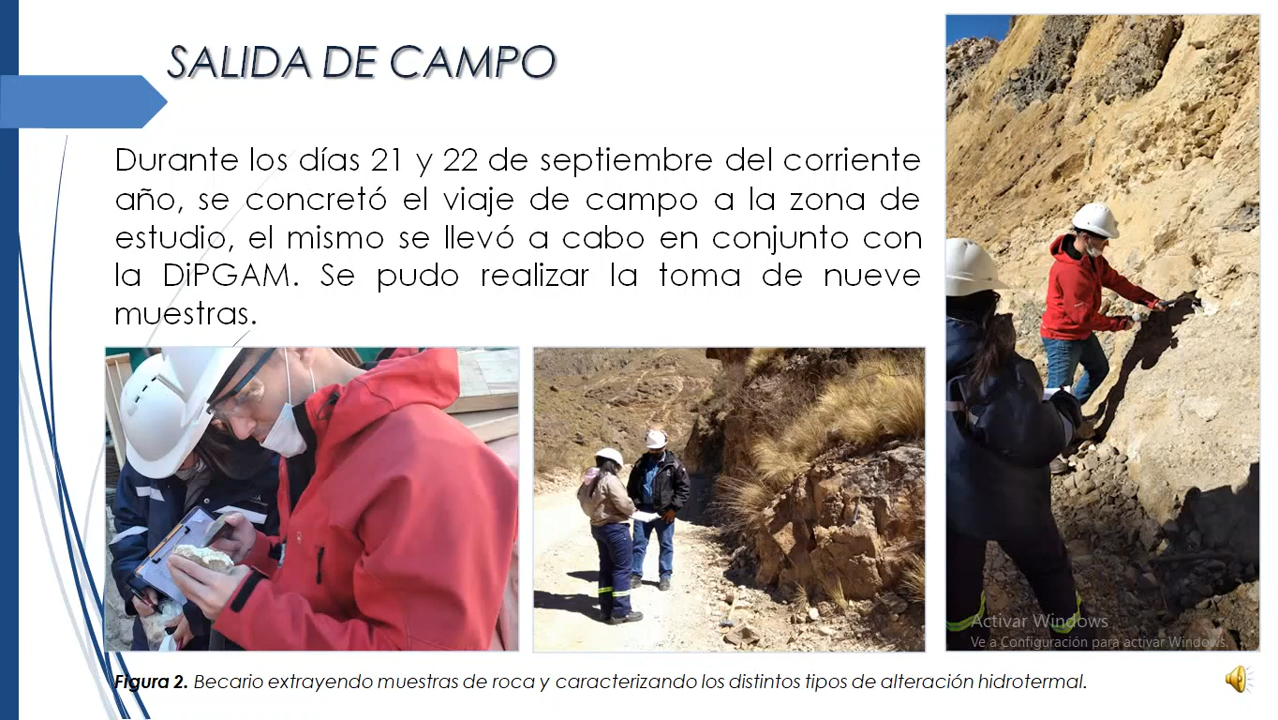 SALIDA DE CAMPO
Durante los días 21 y 22 de septiembre del corriente
año, se concretó el viaje de campo a la zona de
estudio, el mismo se llevó a cabo en conjunto con
la DiPGAM. Se pudo realizar la toma de nueve
muestras.
Activar Windows
Ve a Configuración para activar Windows.
Figura 2. Becario extrayendo muestras de roca y caracterizando los distintos tipos de alteración hidrotermal.